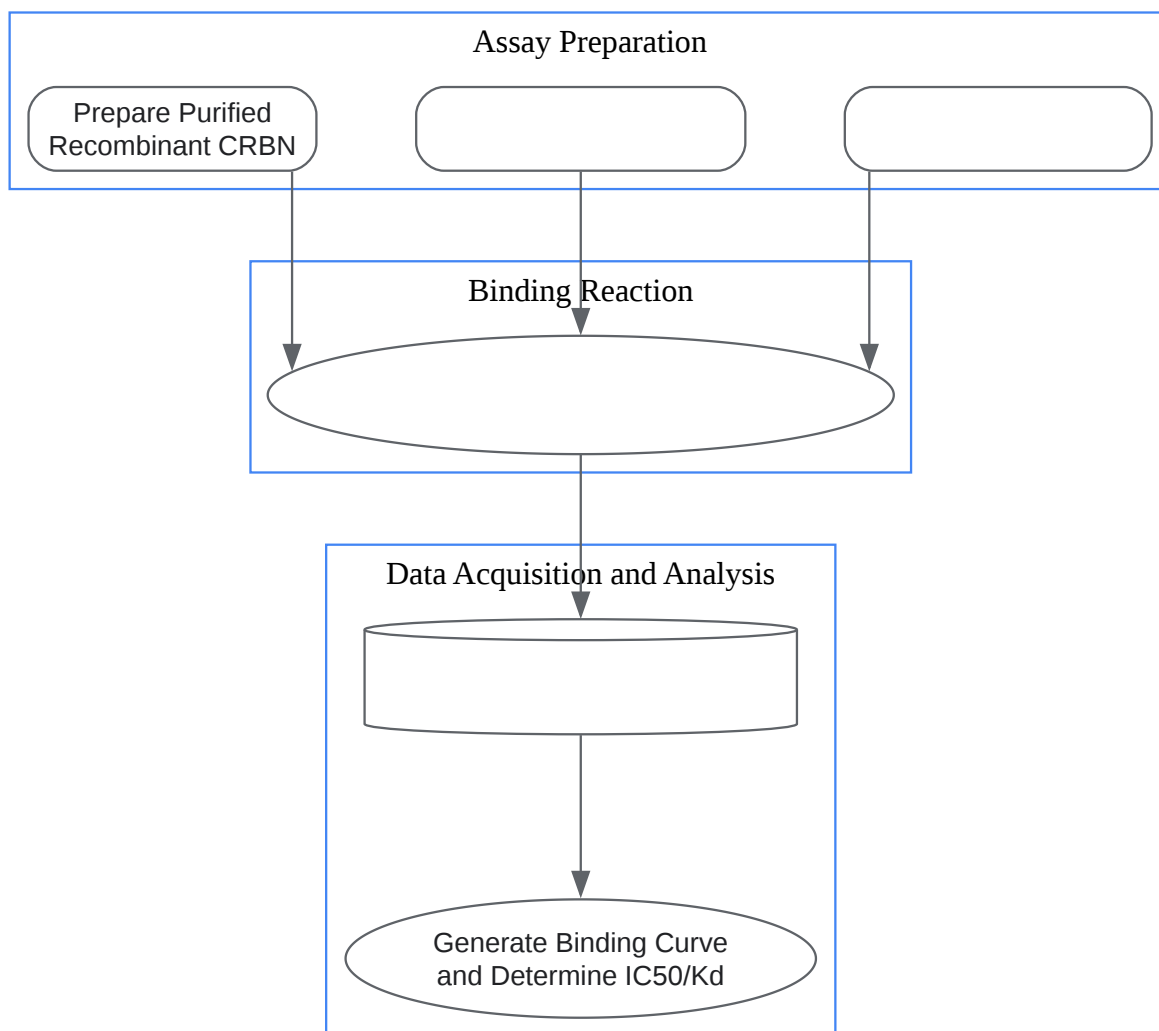 Assay Preparation
Prepare Purified
Recombinant CRBN
Binding Reaction
Data Acquisition and Analysis
Generate Binding Curve
and Determine IC50/Kd